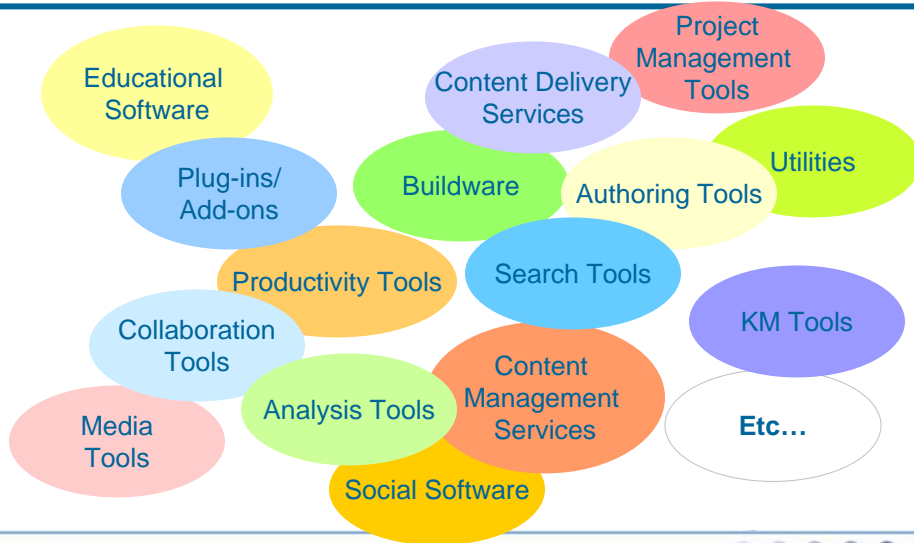 Project
Management
Tools
Educational
Software
Content Delivery
Services
Utilities
Plug-ins/
Add-ons
Buildware
Authoring Tools
Productivity Tools
Search Tools
KM Tools
Collaboration
Tools
Content
Management
Services
Analysis Tools
Etc…
Media
Tools
Social Software